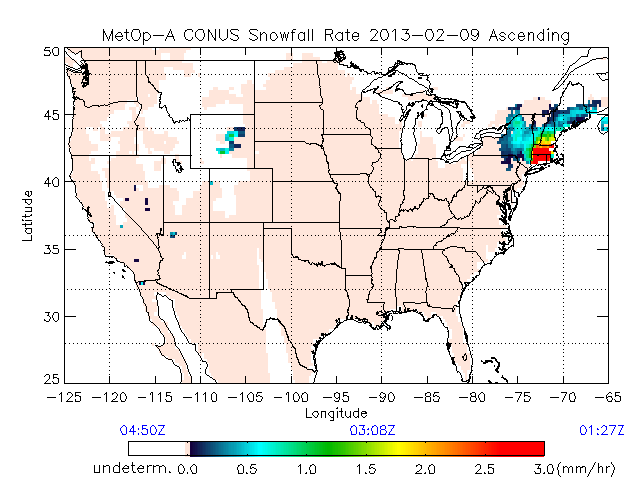 MetOp-A CONUS Snowfall Rate 2013-02-09 Ascending
50
45
40
35
30
25
Latitude
-125 -120 -115 -110 -105 -100 -95 -90 -85 -80 -75 -70 -65
Longitude
04:50Z 03:08Z 01:27Z
undeterm. 0.0 0.5 1.0 1.5 2.0 2.5 3.0(mm/hr)